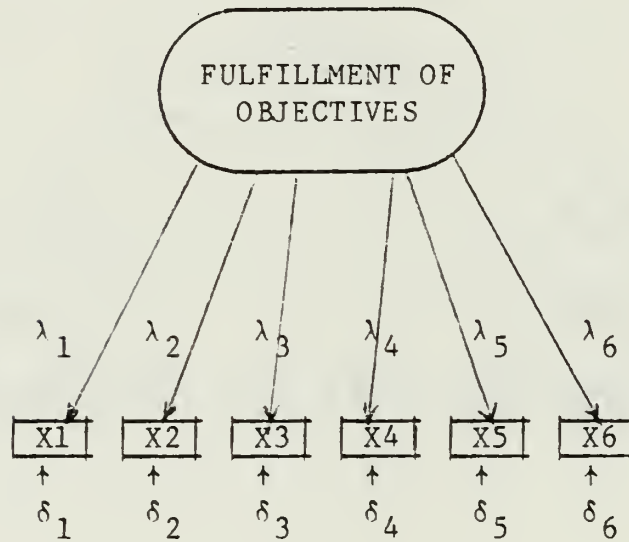 FULFILLMENT OF
OBJECTIVES
λ1 λ2 λ3 λ4 λ5 λ6
X1 X2 X3 X4 X5 X6
δ1 δ2 δ3 δ4 δ5 δ6